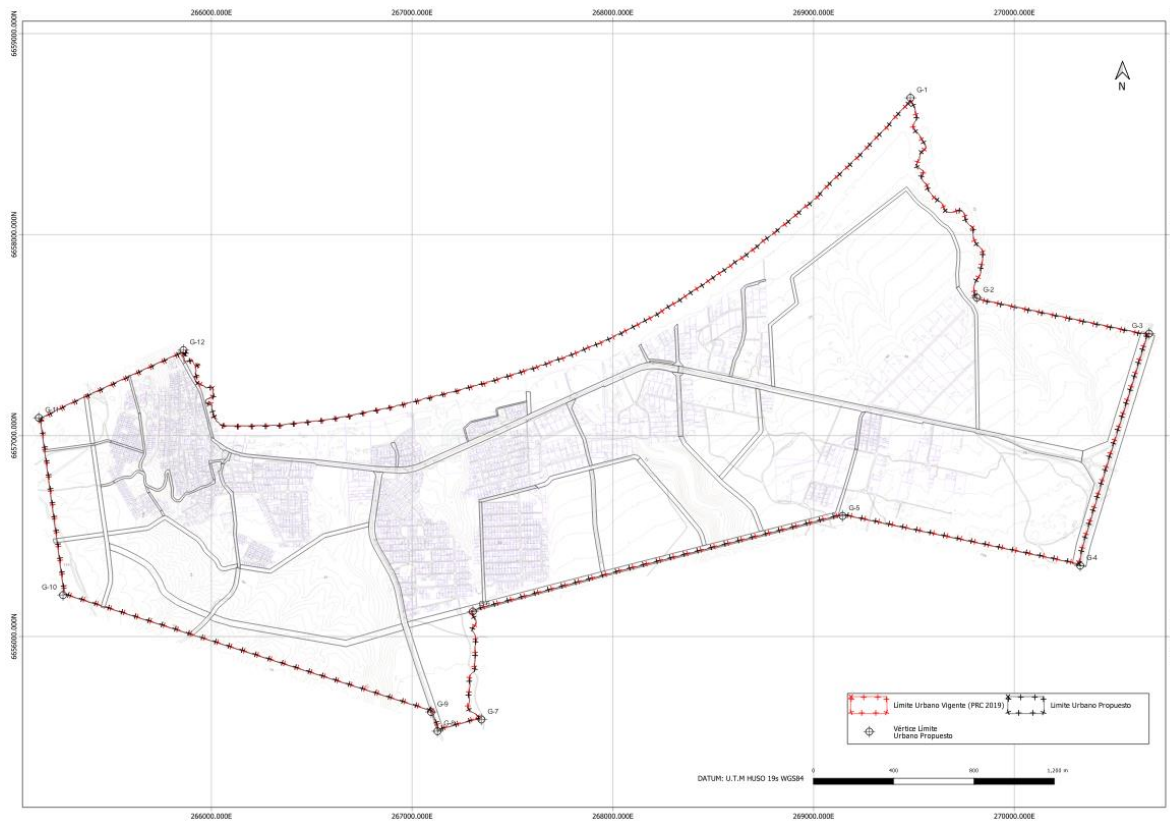 266000.000E
267000.000E
268000.000E
269000.000E
270000.000E
6659000.000N
G-1
N
6658000.000N
G-2
G-3
G-12
G-11
6657000.000N
G-5
G-4
G-10
6656000.000N
G-9
G-7
G-8
Límite Urbano Vigente (PRC 2019)
Límite Urbano Propuesto
Vértice Límite
Urbano Propuesto
DATUM: U.T.M HUSO 19s WGS84
0
400
800
1,200 m
266000.000E
267000.000E
268000.000E
269000.000E
270000.000E